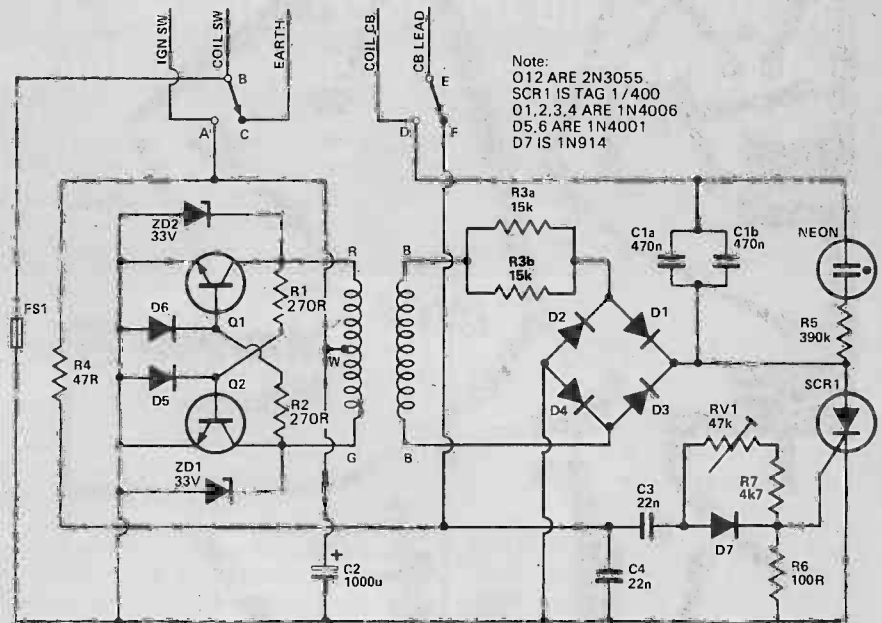 IGN SW
COIL SW
EARTH
COIL CB
CB LEAD
B
A
C
D
E
F
Note:
Q12 ARE 2N3055
SCR1 IS TAG 1/400
D1,2,3,4 ARE 1N4006
D5,6 ARE 1N4001
D7 IS 1N914
ZD2
33V
R1
270R
D6
Q1
FS1
R4
47R
D5
Q2
R2
270R
ZD1
33V
R
W
G
B
B
R3a
15k
R3b
15k
C1a
470n
C1b
470n
NEON
R5
390k
D2
D1
D4
D3
SCR1
RV1
47k
R7
4k7
C3
22n
D7
C4
22n
R6
100R
+
C2
1000u